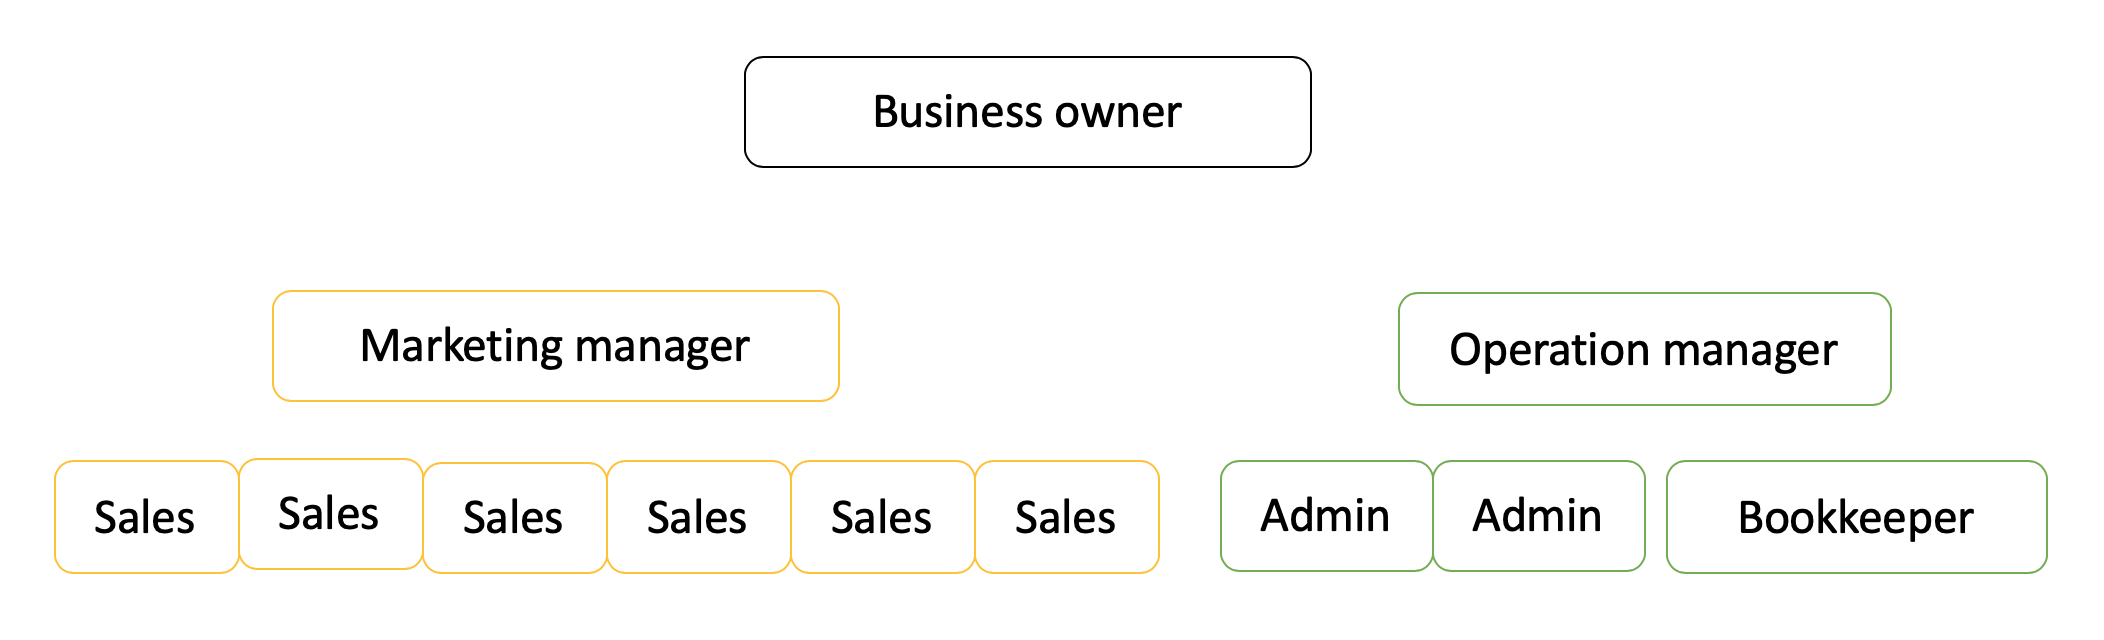 Business owner
Marketing manager
Operation manager
Sales
Sales
Sales
Sales
Sales
Sales
Admin
Admin
Bookkeeper